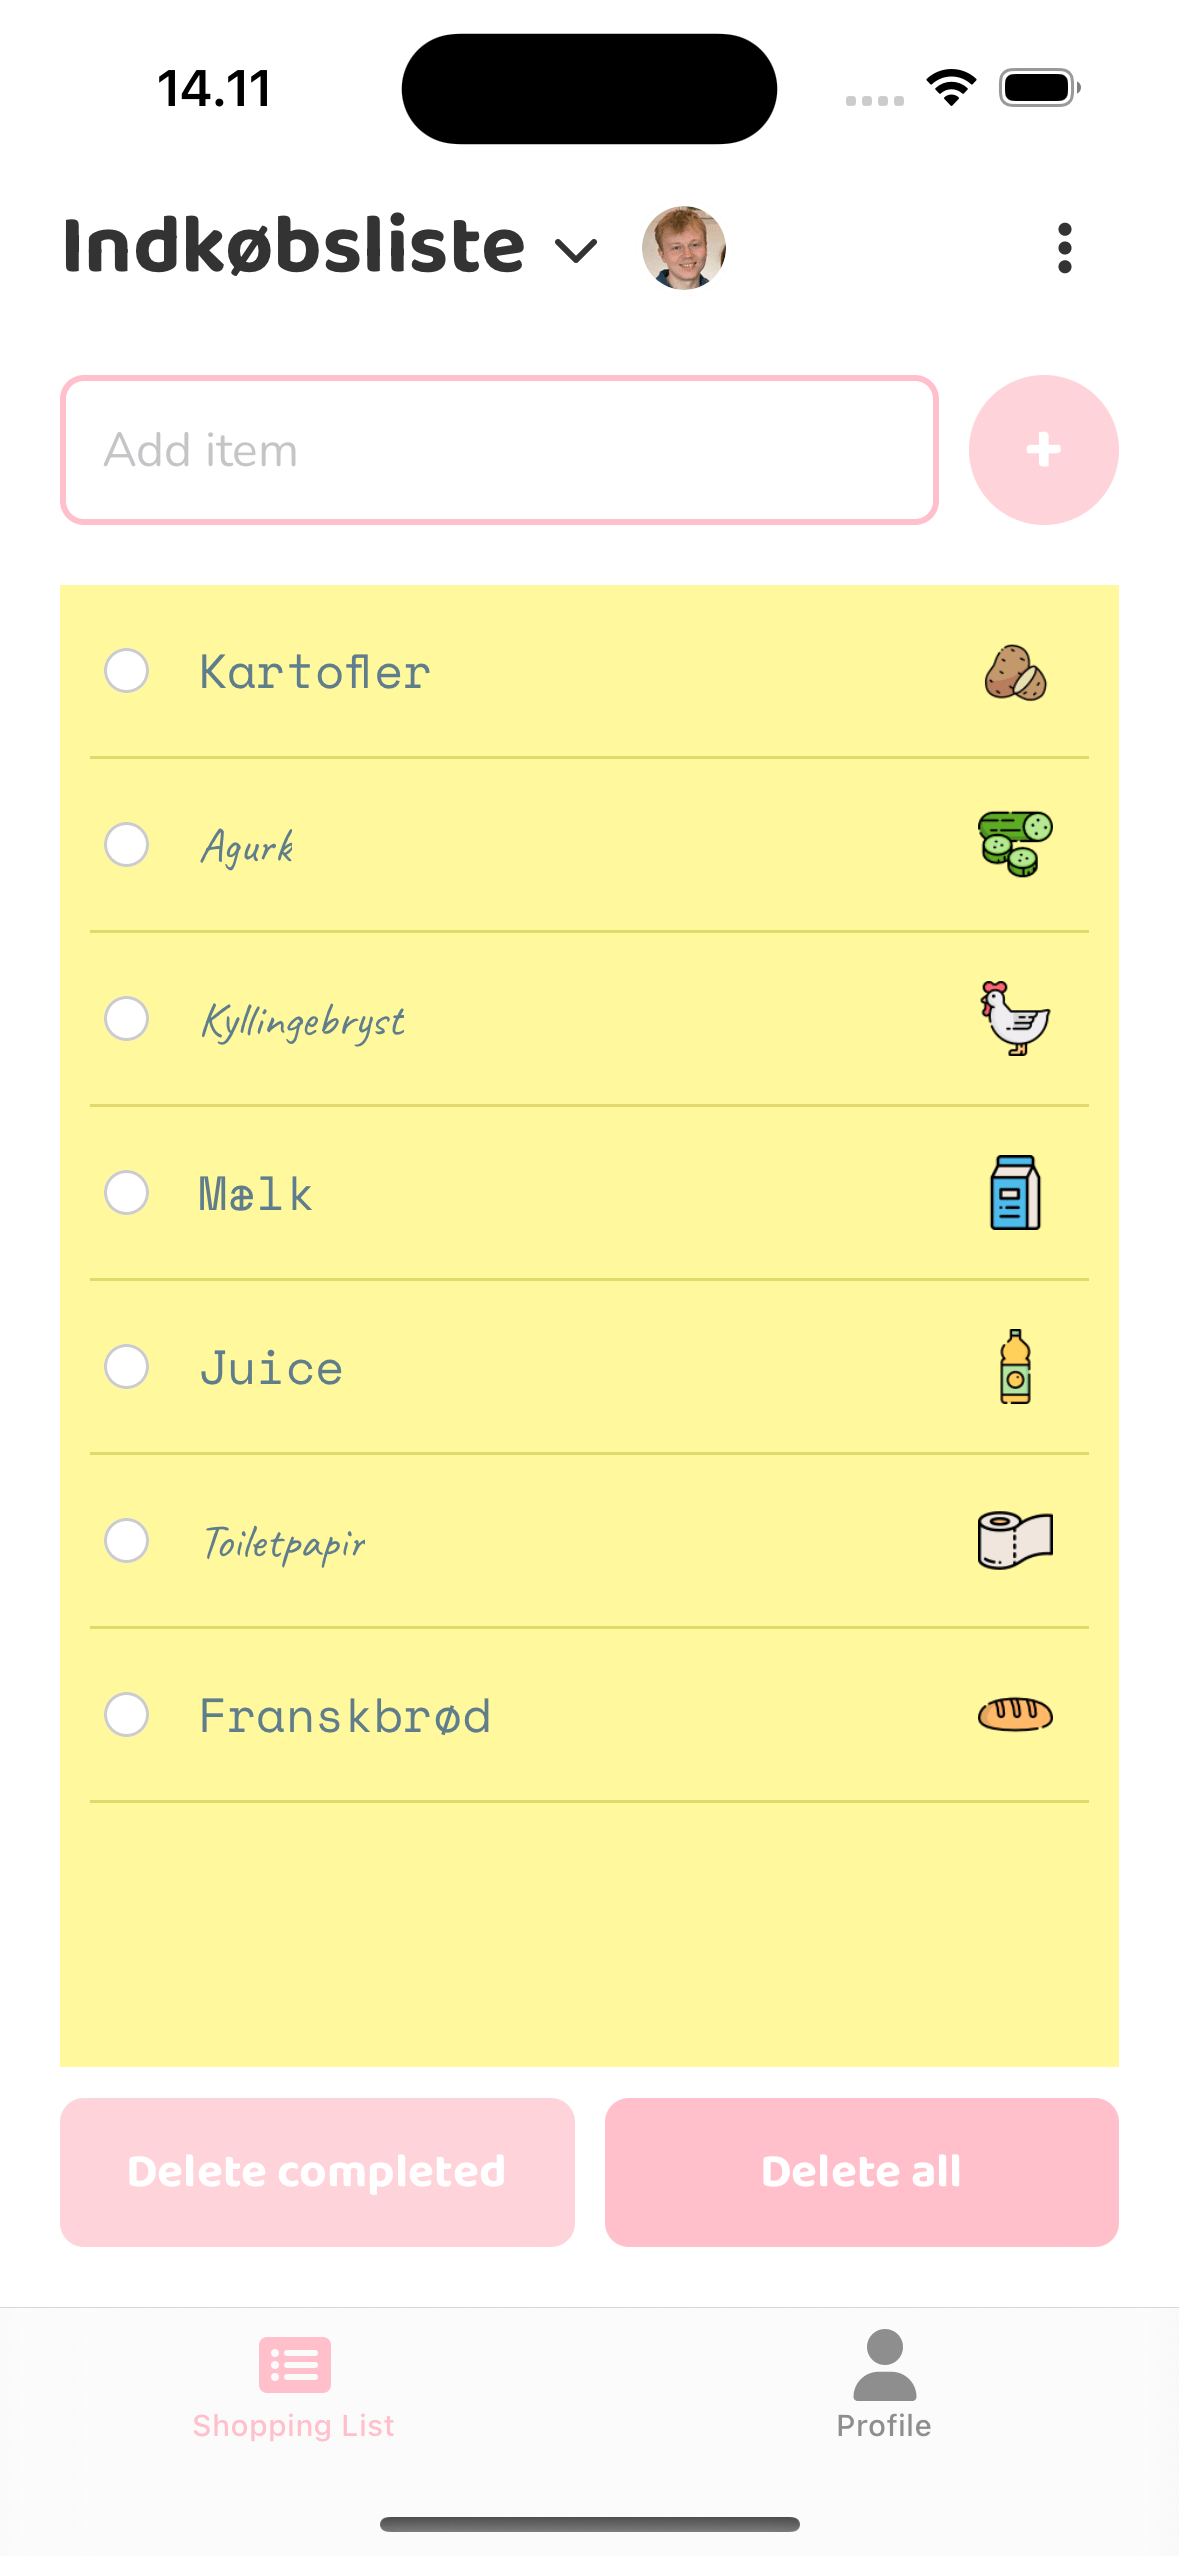 14.11
Indkøbsliste
Add item
Kartofler
Agurk
Kyllingebryst
Mælk
Juice
Toiletpapir
Franskbrød
Delete completed
Delete all
Shopping List
Profile